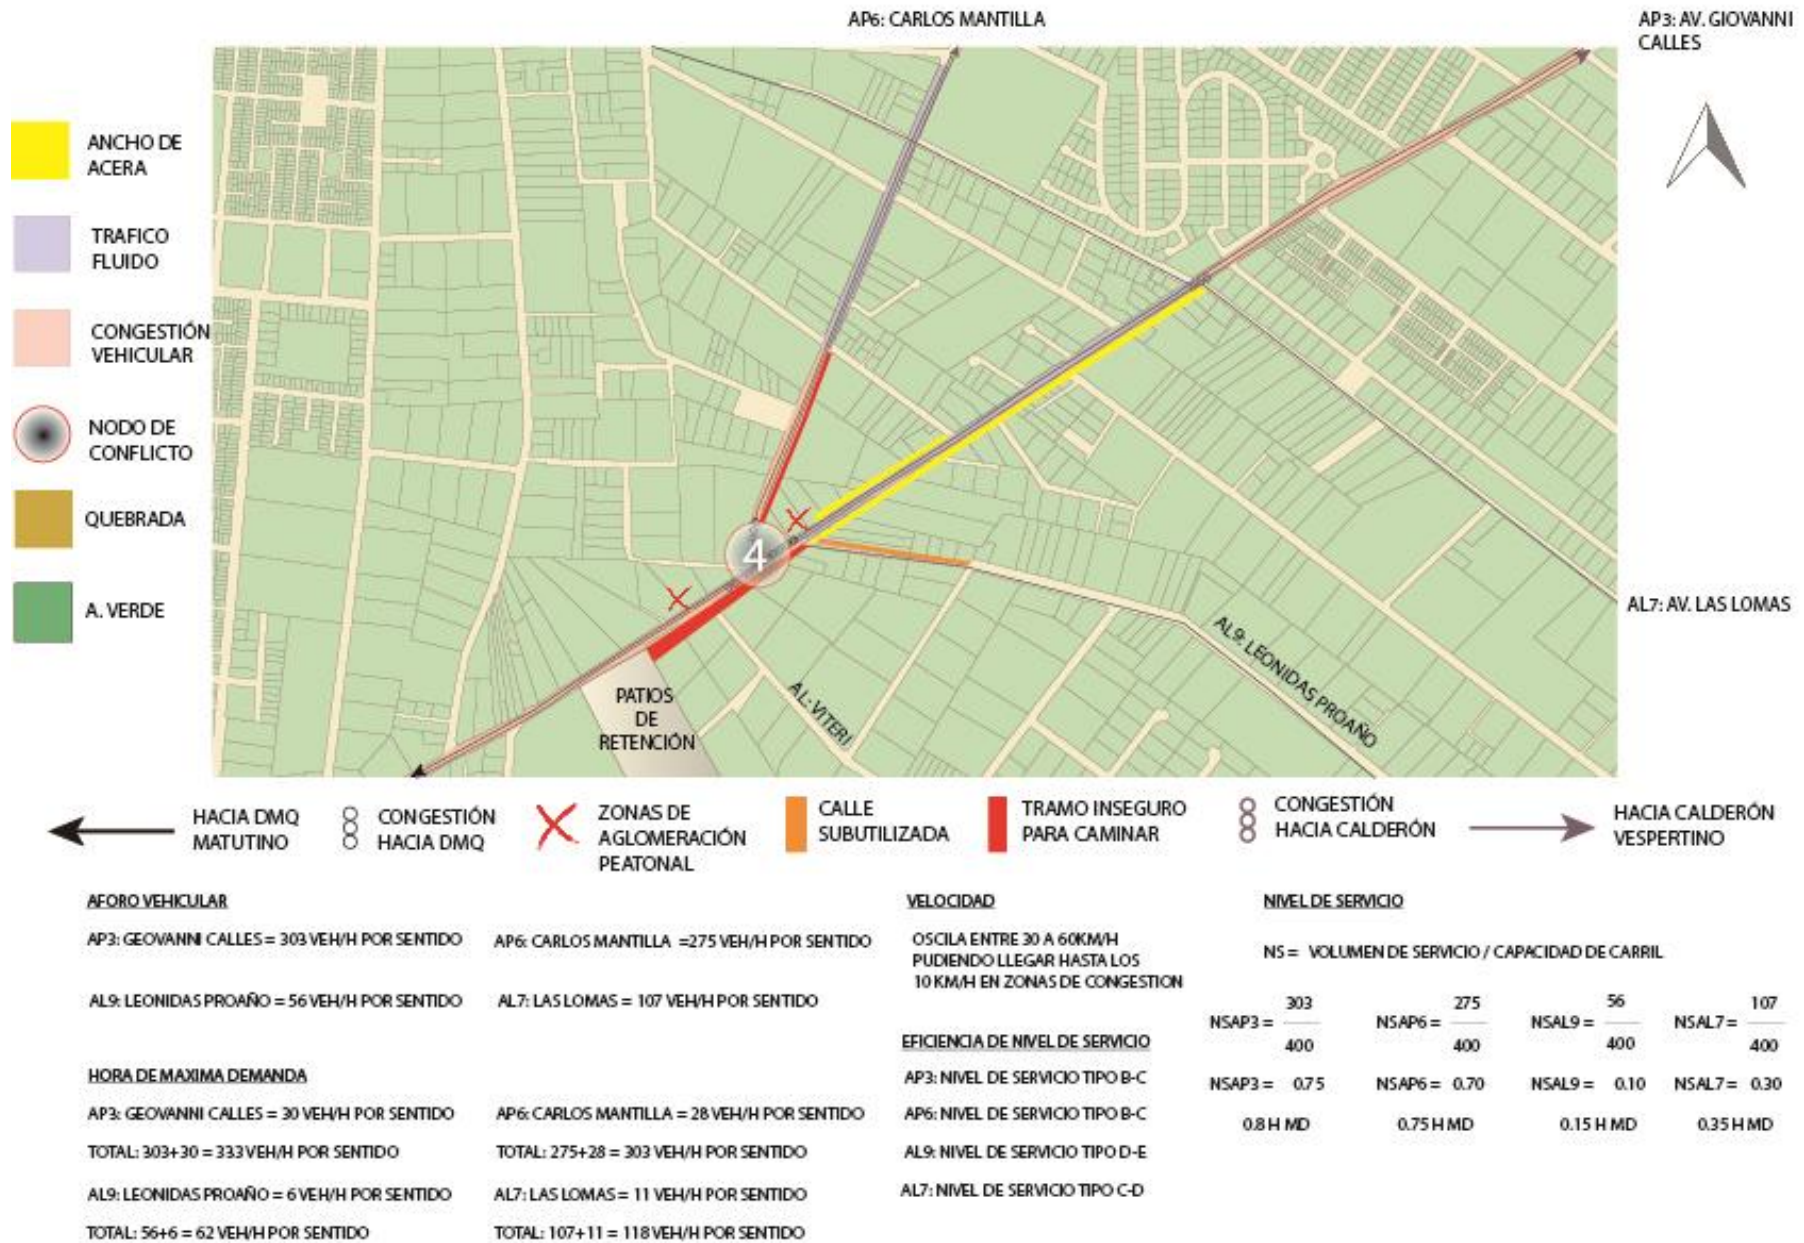 AP6: CARLOS MANTILLA
AP3: AV. GIOVANNI
CALLES
ANCHO DE
ACERA
TRAFICO
FLUIDO
CONGESTIÓN
VEHICULAR
NODO DE
CONFLICTO
QUEBRADA
A. VERDE
4
AL7: AV. LAS LOMAS
AL9: LEONIDAS PROAÑO
AL: VITERI
PATIOS
DE
RETENCIÓN
HACIA DMQ
MATUTINO
CONGESTIÓN
HACIA DMQ
ZONAS DE
AGLOMERACIÓN
PEATONAL
CALLE
SUBUTILIZADA
TRAMO INSEGURO
PARA CAMINAR
CONGESTIÓN
HACIA CALDERÓN
HACIA CALDERÓN
VESPERTINO
AFORO VEHICULAR
AP3: GEOVANNI CALLES = 303 VEH/H POR SENTIDO
AP6: CARLOS MANTILLA =275 VEH/H POR SENTIDO
AL9: LEONIDAS PROAÑO = 56 VEH/H POR SENTIDO
AL7: LAS LOMAS = 107 VEH/H POR SENTIDO
HORA DE MAXIMA DEMANDA
AP3: GEOVANNI CALLES = 30 VEH/H POR SENTIDO
AP6: CARLOS MANTILLA = 28 VEH/H POR SENTIDO
TOTAL: 303+30 = 333 VEH/H POR SENTIDO
TOTAL: 275+28 = 303 VEH/H POR SENTIDO
AL9: LEONIDAS PROAÑO = 6 VEH/H POR SENTIDO
AL7: LAS LOMAS = 11 VEH/H POR SENTIDO
TOTAL: 56+6 = 62 VEH/H POR SENTIDO
TOTAL: 107+11 = 118 VEH/H POR SENTIDO
VELOCIDAD
OSCILA ENTRE 30 A 60KM/H
PUDIENDO LLEGAR HASTA LOS
10 KM/H EN ZONAS DE CONGESTION
EFICIENCIA DE NIVEL DE SERVICIO
AP3: NIVEL DE SERVICIO TIPO B-C
AP6: NIVEL DE SERVICIO TIPO B-C
AL9: NIVEL DE SERVICIO TIPO D-E
AL7: NIVEL DE SERVICIO TIPO C-D
NIVEL DE SERVICIO
NS = VOLUMEN DE SERVICIO / CAPACIDAD DE CARRIL
NSAP3 = 303
400
NSAP6 = 275
400
NSAL9 = 56
400
NSAL7 = 107
400
NSAP3 = 0.75
NSAP6 = 0.70
NSAL9 = 0.10
NSAL7 = 0.30
0.8 H MD
0.75 H MD
0.15 H MD
0.35 H MD